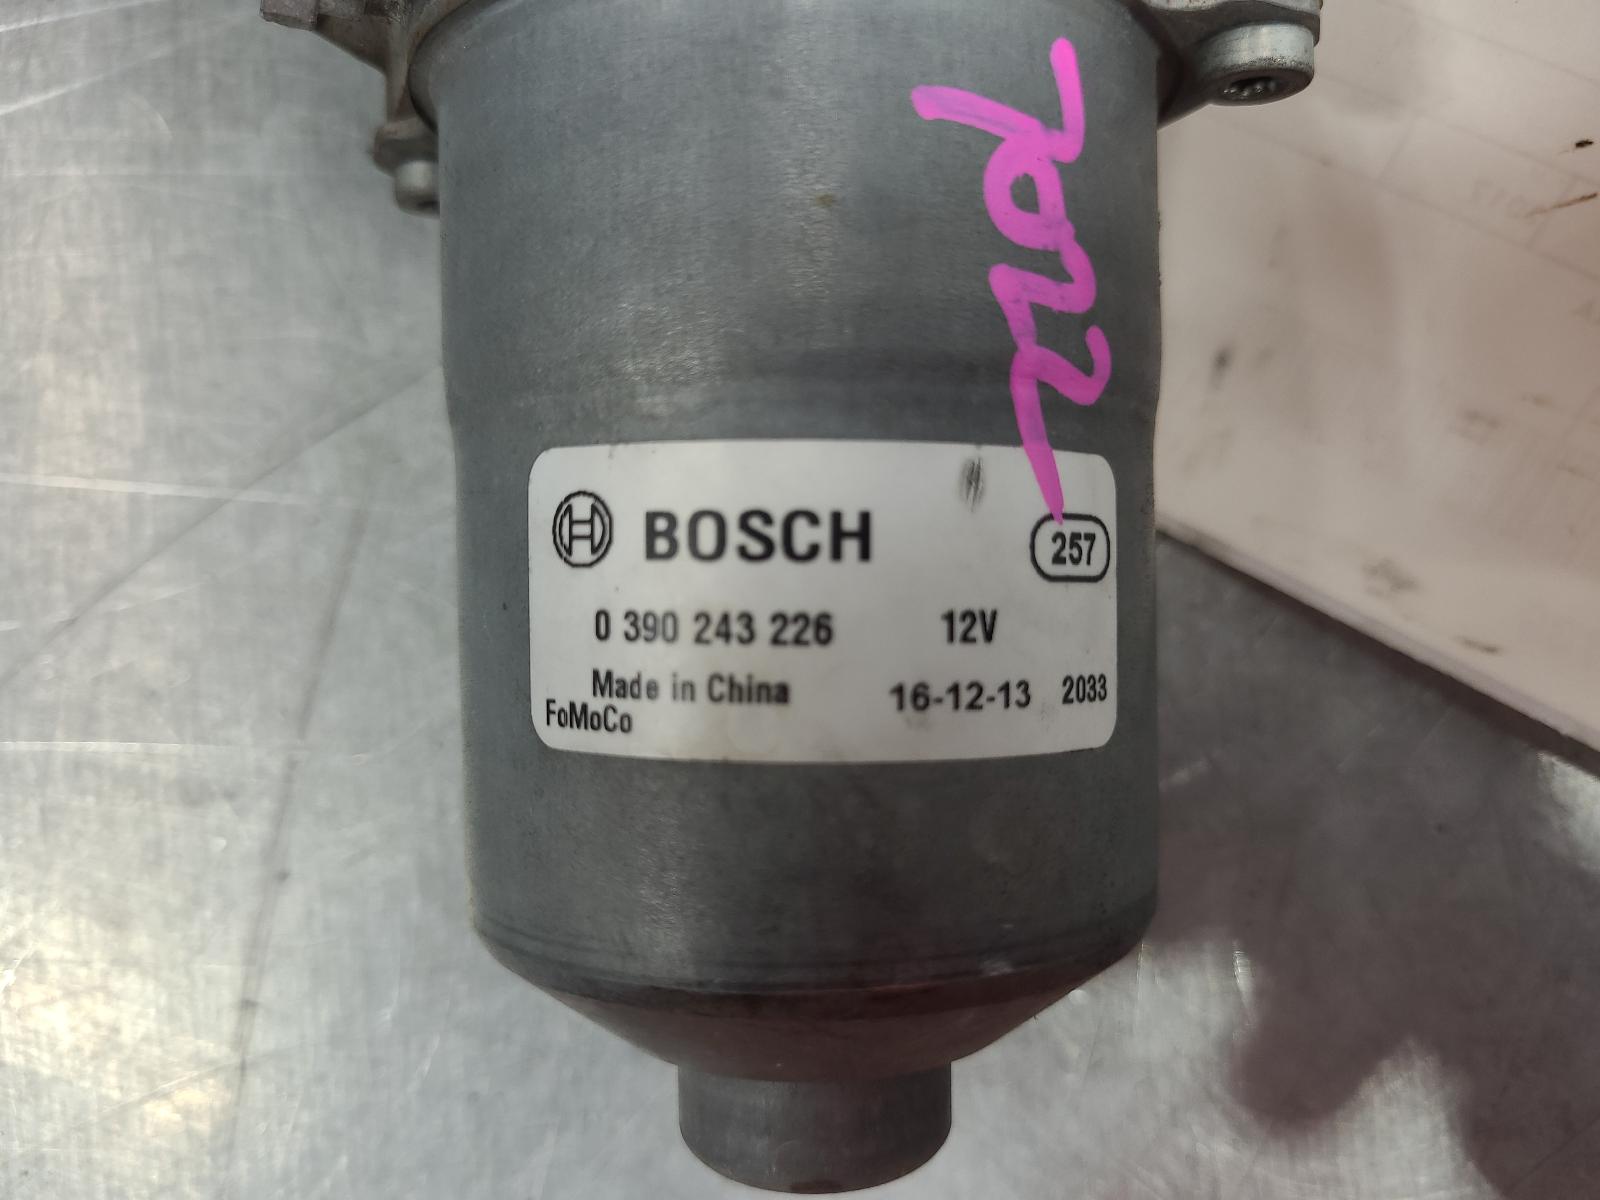 7022
BOSCH 257
0 390 243 226 12V
Made in China 16-12-13 2033
FoMoCo